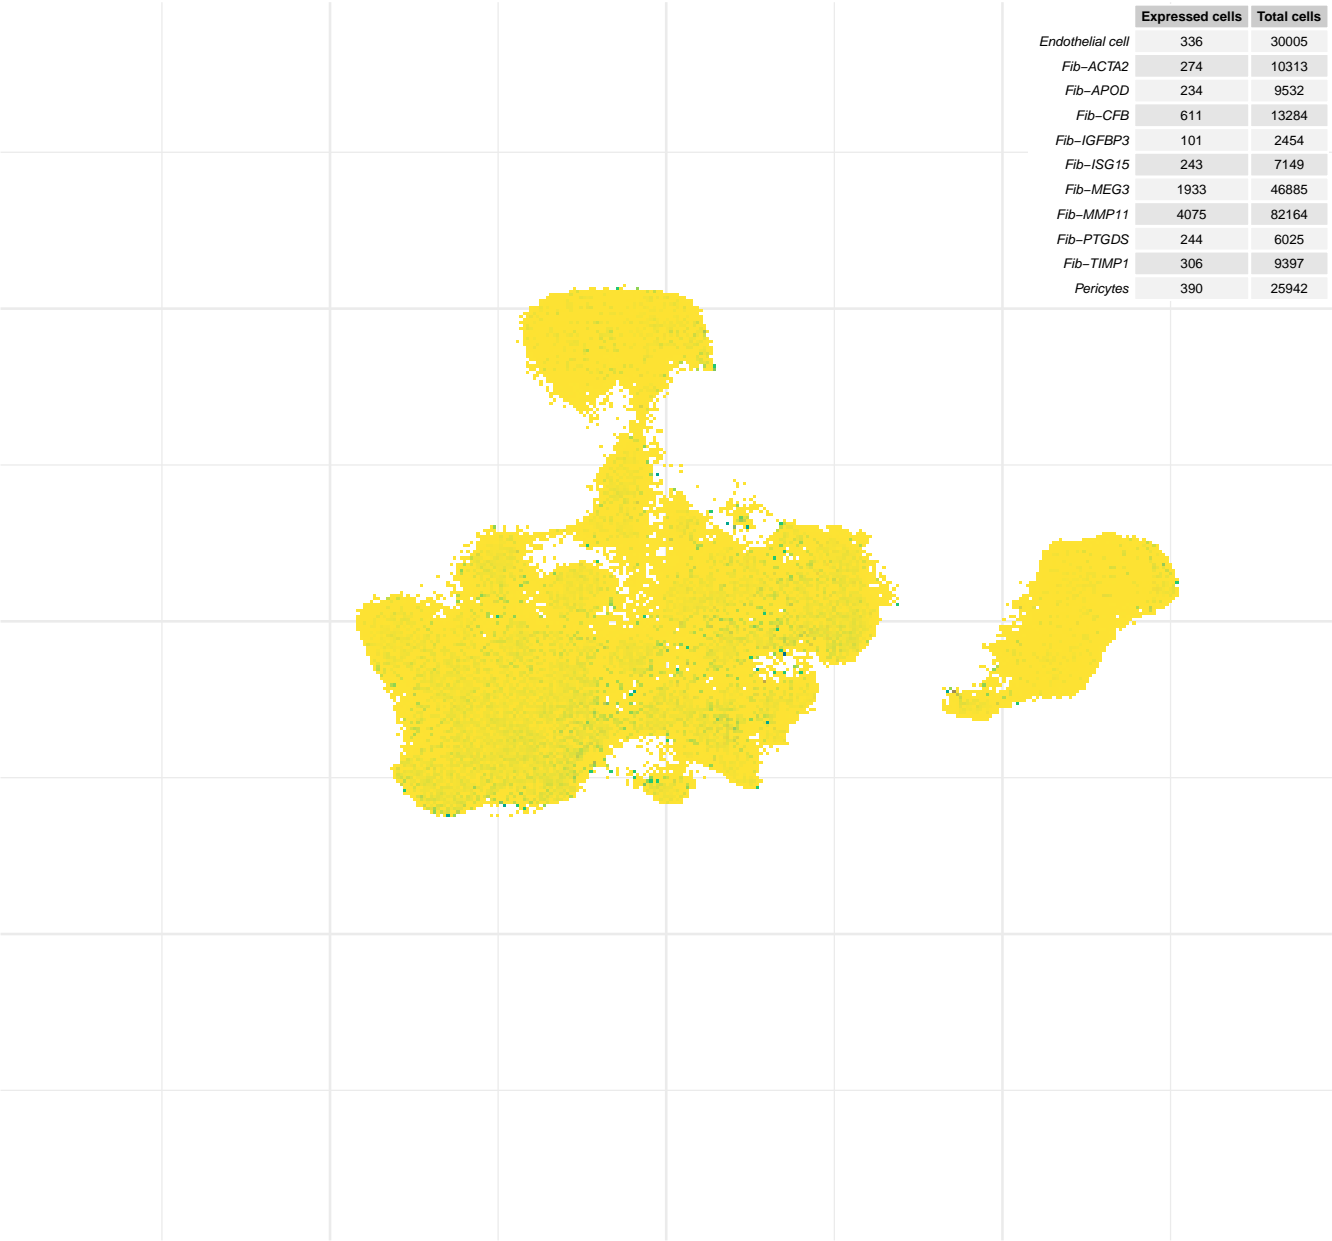 Expressed cells Total cells
Endothelial cell 336 30005
Fib−ACTA2 274 10313
Fib−APOD 234 9532
Fib−CFB 611 13284
Fib−IGFBP3 101 2454
Fib−ISG15 243 7149
Fib−MEG3 1933 46885
Fib−MMP11 4075 82164
Fib−PTGDS 244 6025
Fib−TIMP1 306 9397
Pericytes 390 25942